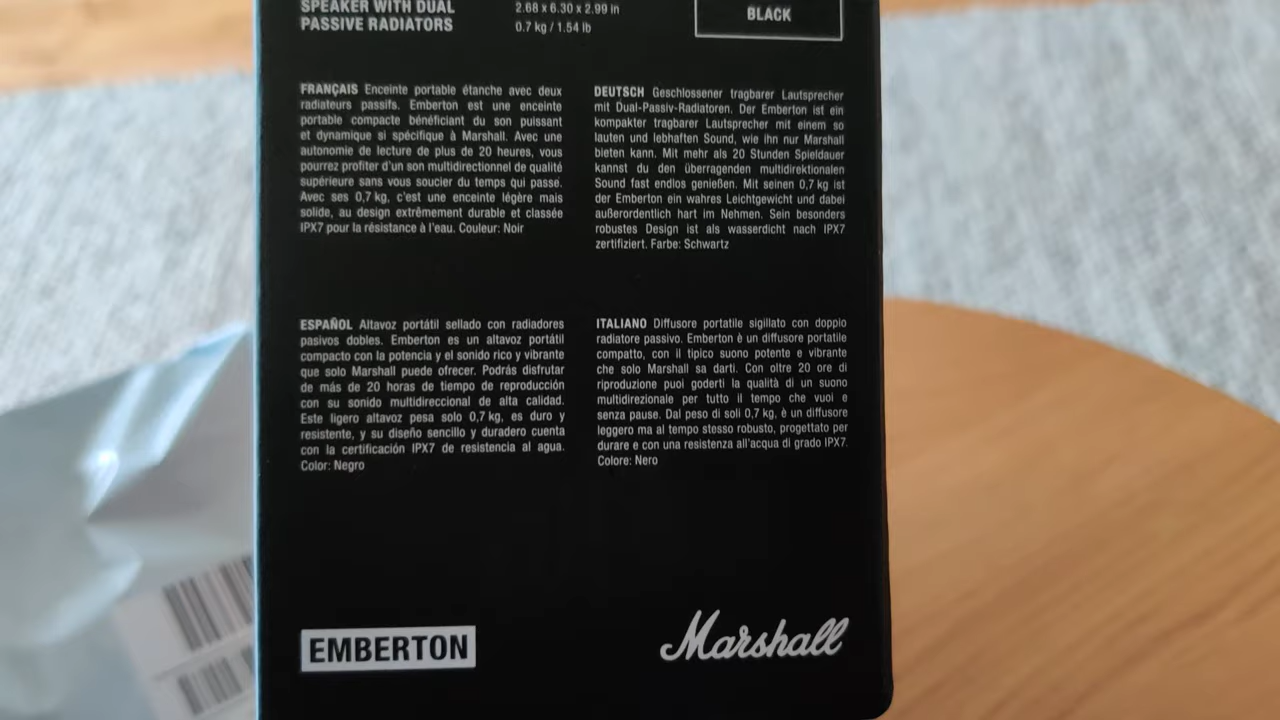 SPEAKER WITH DUAL
PASSIVE RADIATORS
2.68 x 6.30 x 2.99 in
0.7 kg / 1.54 lb
BLACK
FRANÇAIS Enceinte portable étanche avec deux
radiateurs passifs. Emberton est une enceinte
portable compacte bénéficiant du son puissant
et dynamique si spécifique à Marshall. Avec une
autonomie de lecture de plus de 20 heures, vous
pourrez profiter d'un son multidirectionnel de qualité
supérieure sans vous soucier du temps qui passe.
Avec ses 0,7 kg, c'est une enceinte légère mais
solide, au design extrêmement durable et classée
IPX7 pour la résistance à l'eau. Couleur: Noir
DEUTSCH Geschlossener tragbarer Lautsprecher
mit Dual-Passiv-Radiatoren. Der Emberton ist ein
kompakter tragbarer Lautsprecher mit einem so
lauten und lebhaften Sound, wie ihn nur Marshall
bieten kann. Mit mehr als 20 Stunden Spieldauer
kannst du den überragenden multidirektionalen
Sound fast endlos genießen. Mit seinen 0,7 kg ist
der Emberton ein wahres Leichtgewicht und dabei
außerordentlich hart im Nehmen. Sein besonders
robustes Design ist als wasserdicht nach IPX7
zertifiziert. Farbe: Schwartz
ESPAÑOL Altavoz portátil sellado con radiadores
pasivos dobles. Emberton es un altavoz portátil
compacto con la potencia y el sonido rico y vibrante
que solo Marshall puede ofrecer. Podrás disfrutar
de más de 20 horas de tiempo de reproducción
con su sonido multidireccional de alta calidad.
Este ligero altavoz pesa solo 0,7 kg, es duro y
resistente, y su diseño sencillo y duradero cuenta
con la certificación IPX7 de resistencia al agua.
Color: Negro
ITALIANO Diffusore portatile sigillato con doppio
radiatore passivo. Emberton è un diffusore portatile
compatto, con il tipico suono potente e vibrante
che solo Marshall sa darti. Con oltre 20 ore di
riproduzione puoi goderti la qualità di un suono
multidirezionale per tutto il tempo che vuoi e
senza pause. Dal peso di soli 0,7 kg, è un diffusore
leggero ma al tempo stesso robusto, progettato per
durare e con una resistenza all'acqua di grado IPX7.
Colore: Nero
EMBERTON
Marshall